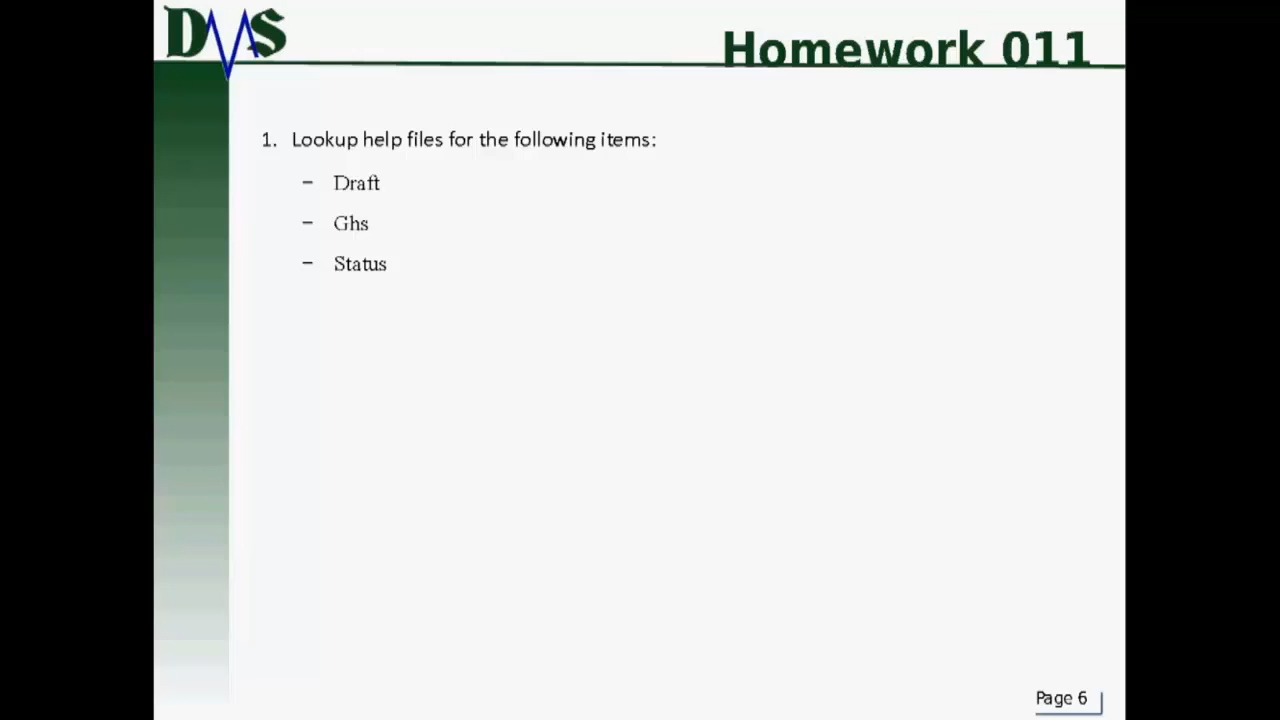 DMS
Homework 011
1. Lookup help files for the following items:
– Draft
– Ghs
– Status
Page 6